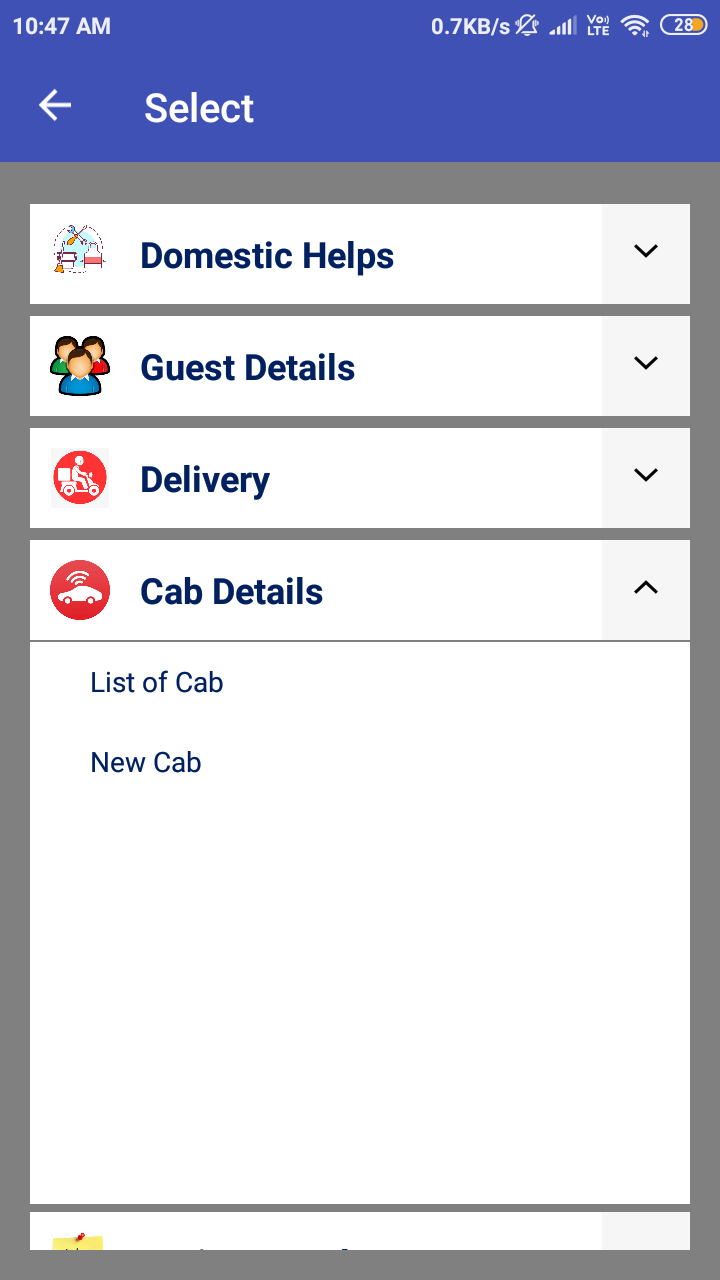 10:47 AM 0.7KB/s Vo) LTE 28
Select
Domestic Helps
Guest Details
Delivery
Cab Details
List of Cab
New Cab